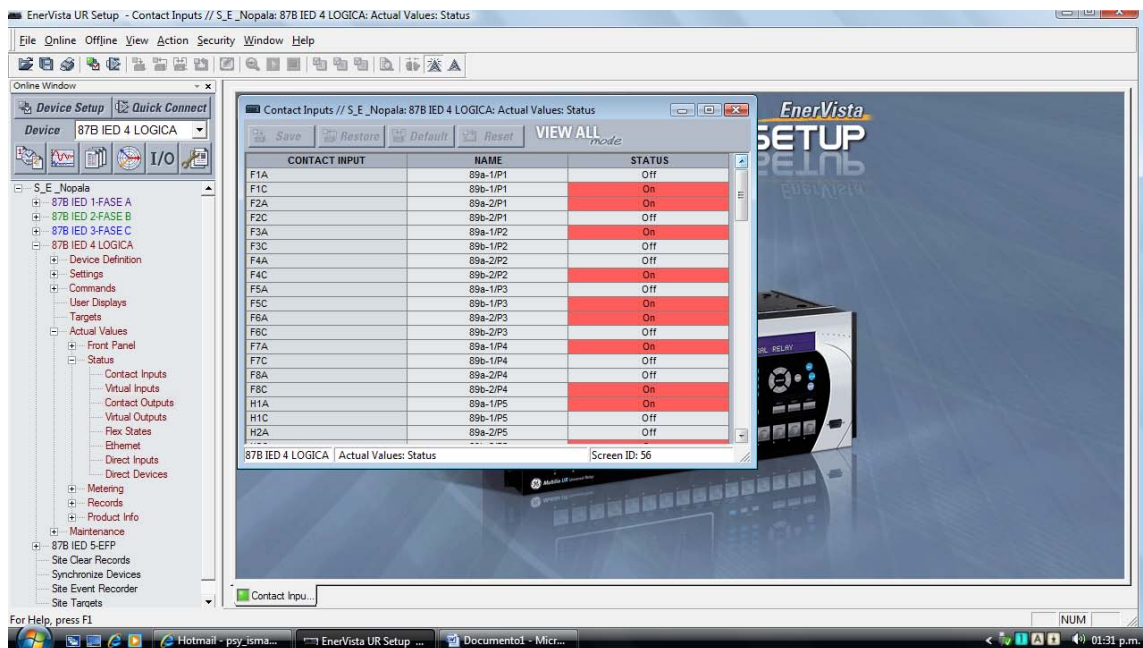 EnerVista UR Setup - Contact Inputs // S_E_Nopala: 87B IED 4 LOGICA: Actual Values: Status
File Online Offline View Action Security Window Help
Online Window
Device Setup Quick Connect
Device 87B IED 4 LOGICA
I/O
S_E_Nopala
87B IED 1-FASE A
87B IED 2-FASE B
87B IED 3-FASE C
87B IED 4 LOGICA
Device Definition
Settings
Commands
User Displays
Targets
Actual Values
Front Panel
Status
Contact Inputs
Virtual Inputs
Contact Outputs
Virtual Outputs
Flex States
Ethernet
Direct Inputs
Direct Devices
Metering
Records
Product Info
Maintenance
87B IED 5-EFP
Site Clear Records
Synchronize Devices
Site Event Recorder
Site Targets
Contact Inputs // S_E_Nopala: 87B IED 4 LOGICA: Actual Values: Status
Save Restore Default Reset VIEW ALL mode
CONTACT INPUT NAME STATUS
F1A 89a-1/P1 Off
F1C 89b-1/P1 On
F2A 89a-2/P1 On
F2C 89b-2/P1 Off
F3A 89a-1/P2 On
F3C 89b-1/P2 Off
F4A 89a-2/P2 Off
F4C 89b-2/P2 On
F5A 89a-1/P3 Off
F5C 89b-1/P3 On
F6A 89a-2/P3 On
F6C 89b-2/P3 Off
F7A 89a-1/P4 On
F7C 89b-1/P4 Off
F8A 89a-2/P4 Off
F8C 89b-2/P4 On
H1A 89a-1/P5 On
H1C 89b-1/P5 Off
H2A 89a-2/P5 Off
87B IED 4 LOGICA Actual Values: Status Screen ID: 56
EnerVista
SETUP
RELAY
Contact Inpu...
For Help, press F1
NUM
Hotmail - psy_isma...
EnerVista UR Setup ...
Documento1 - Micr...
01:31 p.m.